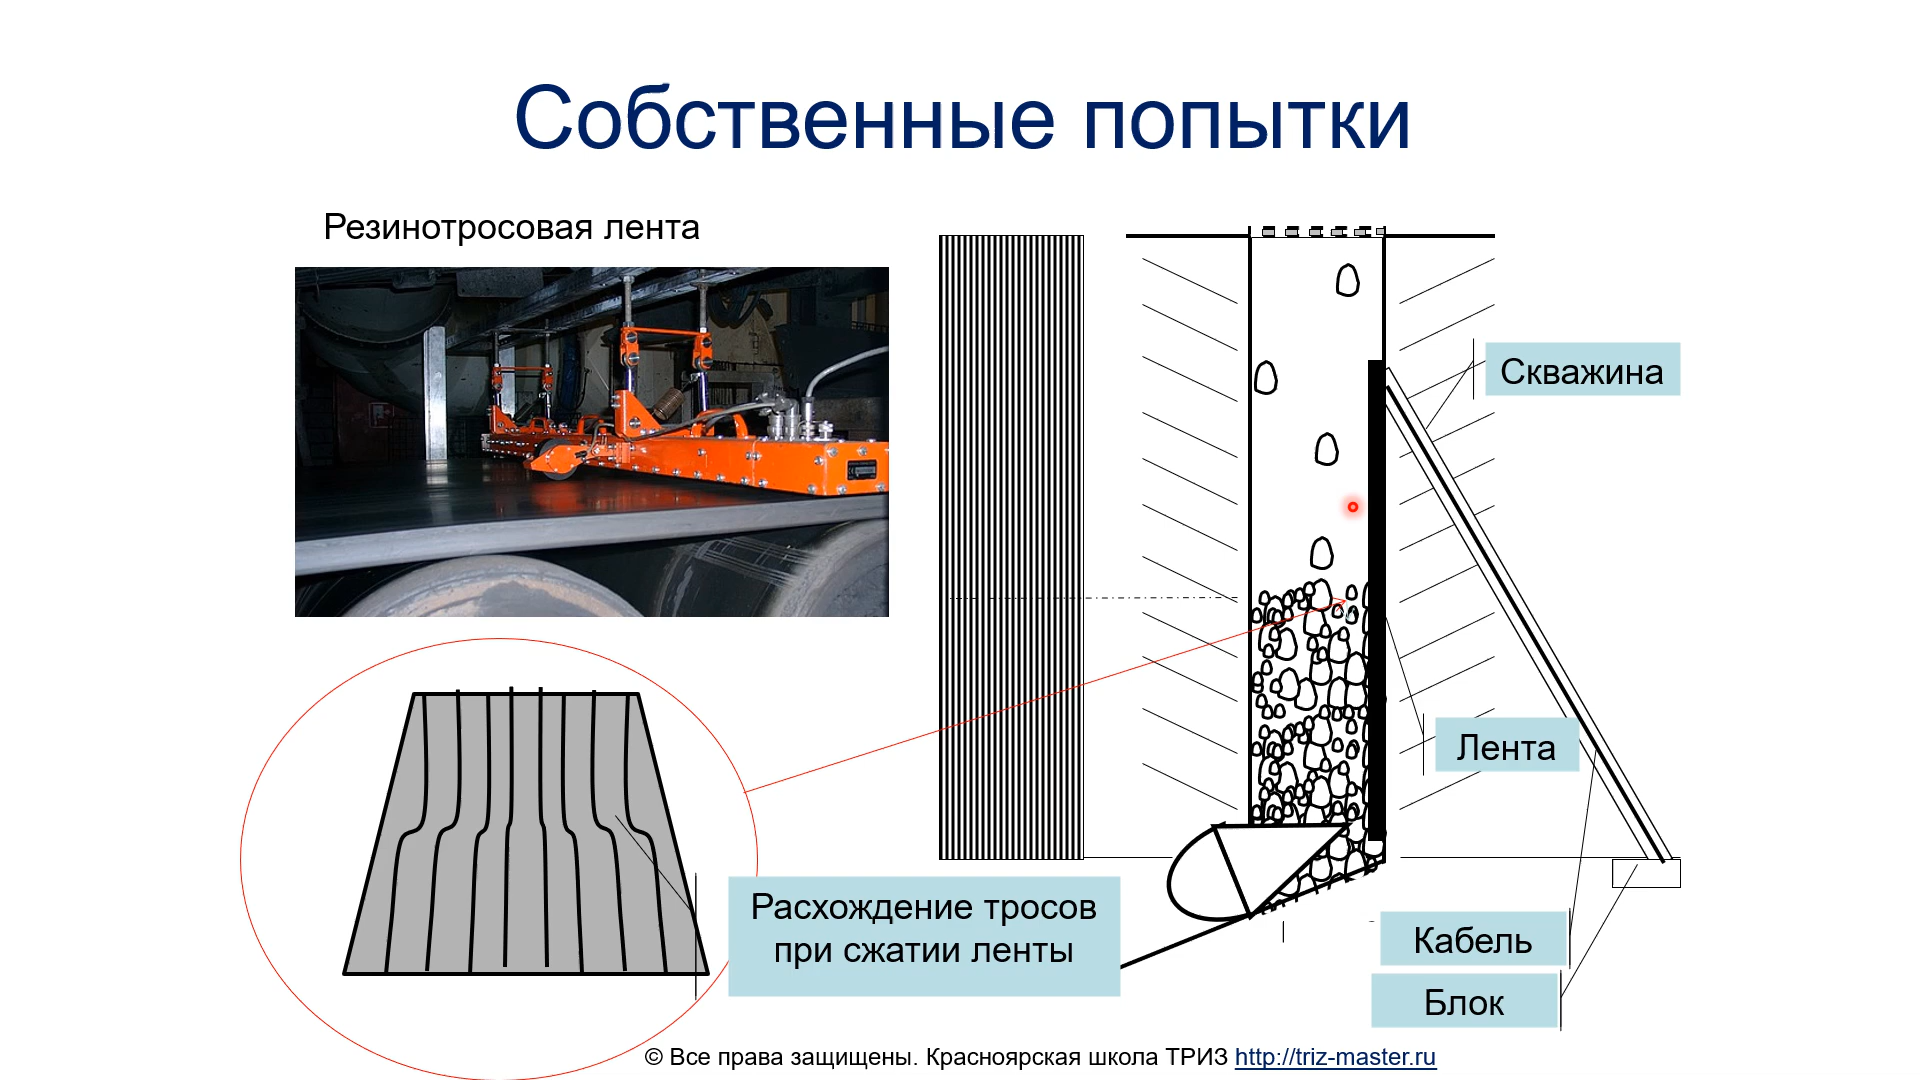 Собственные попытки
Резинотросовая лента
Скважина
Лента
Расхождение тросов
при сжатии ленты
Кабель
Блок
© Все права защищены. Красноярская школа ТРИЗ http://triz-master.ru